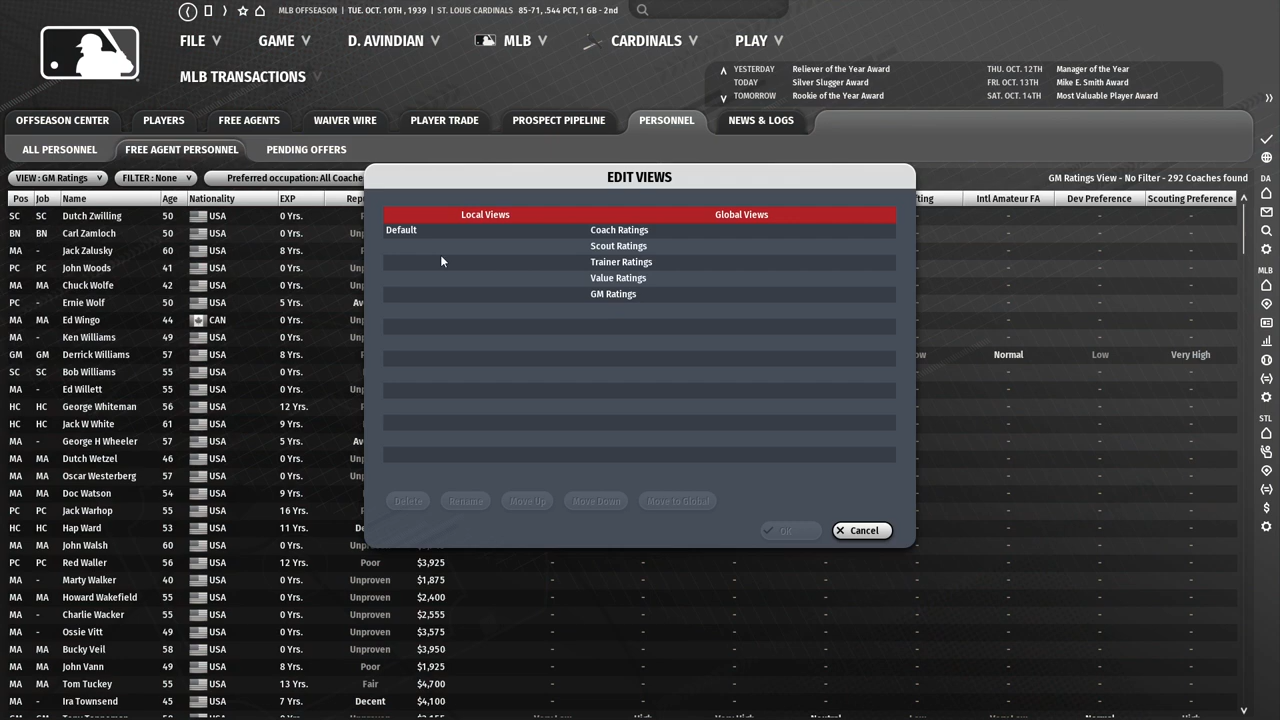 MLB OFFSEASON | TUE. OCT. 10TH , 1939 | ST. LOUIS CARDINALS 85-71, .544 PCT, 1 GB - 2nd
FILE GAME D. AVINDIAN MLB CARDINALS PLAY
MLB TRANSACTIONS
YESTERDAY Reliever of the Year Award THU. OCT. 12TH Manager of the Year
TODAY Silver Slugger Award FRI. OCT. 13TH Mike E. Smith Award
TOMORROW Rookie of the Year Award SAT. OCT. 14TH Most Valuable Player Award
OFFSEASON CENTER PLAYERS FREE AGENTS WAIVER WIRE PLAYER TRADE PROSPECT PIPELINE PERSONNEL NEWS & LOGS
ALL PERSONNEL FREE AGENT PERSONNEL PENDING OFFERS
VIEW : GM Ratings FILTER : None Preferred occupation: All Coache GM Ratings View - No Filter - 292 Coaches found
EDIT VIEWS
Local Views Global Views
Default Coach Ratings
Scout Ratings
Trainer Ratings
Value Ratings
GM Ratings
Delete Rename Move Up Move Down Move to Global
OK Cancel
Pos Job Name Age Nationality EXP Rep ting Intl Amateur FA Dev Preference Scouting Preference
SC SC Dutch Zwilling 50 USA 0 Yrs. - - -
BN BN Carl Zamloch 50 USA 0 Yrs. - - - -
MA - Jack Zalusky 60 USA 8 Yrs. - - - -
PC PC John Woods 41 USA 0 Yrs. - - - -
MA MA Chuck Wolfe 42 USA 0 Yrs. - - - -
PC - Ernie Wolf 50 USA 5 Yrs. - - - -
MA MA Ed Wingo 44 CAN 0 Yrs. - - - -
MA - Ken Williams 49 USA 0 Yrs. - - - -
GM GM Derrick Williams 57 USA 8 Yrs. Normal Low Very High
SC SC Bob Williams 55 USA 0 Yrs. - - - -
MA - Ed Willett 55 USA 0 Yrs. - - - -
HC HC George Whiteman 56 USA 12 Yrs. - - - -
HC HC Jack W White 61 USA 9 Yrs. - - - -
MA - George H Wheeler 57 USA 5 Yrs. - - - -
MA MA Dutch Wetzel 46 USA 0 Yrs. - - - -
MA MA Oscar Westerberg 57 USA 0 Yrs. - - - -
MA MA Doc Watson 54 USA 9 Yrs. - - - -
PC PC Jack Warhop 55 USA 16 Yrs. - - - -
HC HC Hap Ward 53 USA 11 Yrs. - - - -
MA MA John Walsh 60 USA 0 Yrs. - - - -
PC PC Red Waller 56 USA 12 Yrs. Poor $3,925 - - - - - - - -
MA - Marty Walker 40 USA 0 Yrs. Unproven $1,875 - - - - - - - -
MA MA Howard Wakefield 55 USA 0 Yrs. Unproven $2,400 - - - - - - - -
MA - Charlie Wacker 55 USA 0 Yrs. Unproven $2,555 - - - - - - - -
MA - Ossie Vitt 49 USA 0 Yrs. Unproven $3,575 - - - - - - - -
MA - Bucky Veil 58 USA 0 Yrs. Unproven $3,950 - - - - - - - -
MA MA John Vann 49 USA 8 Yrs. Poor $1,925 - - - - - - - -
MA MA Tom Tuckey 55 USA 13 Yrs. Fair $4,700 - - - - - - - -
MA - Ira Townsend 45 USA 7 Yrs. Decent $4,100 - - - - - - - -
DA
MLB
STL